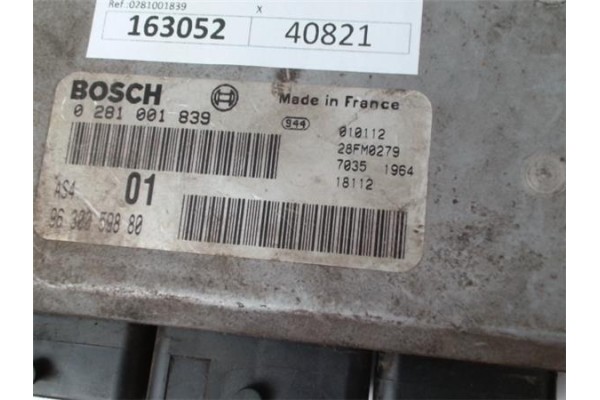 Ref.:0281001839 x
163052 40821
BOSCH Made in France
0 281 001 839 944 010112
28FM0279
7035 1964
18112
AS4 01
96 300 598 80